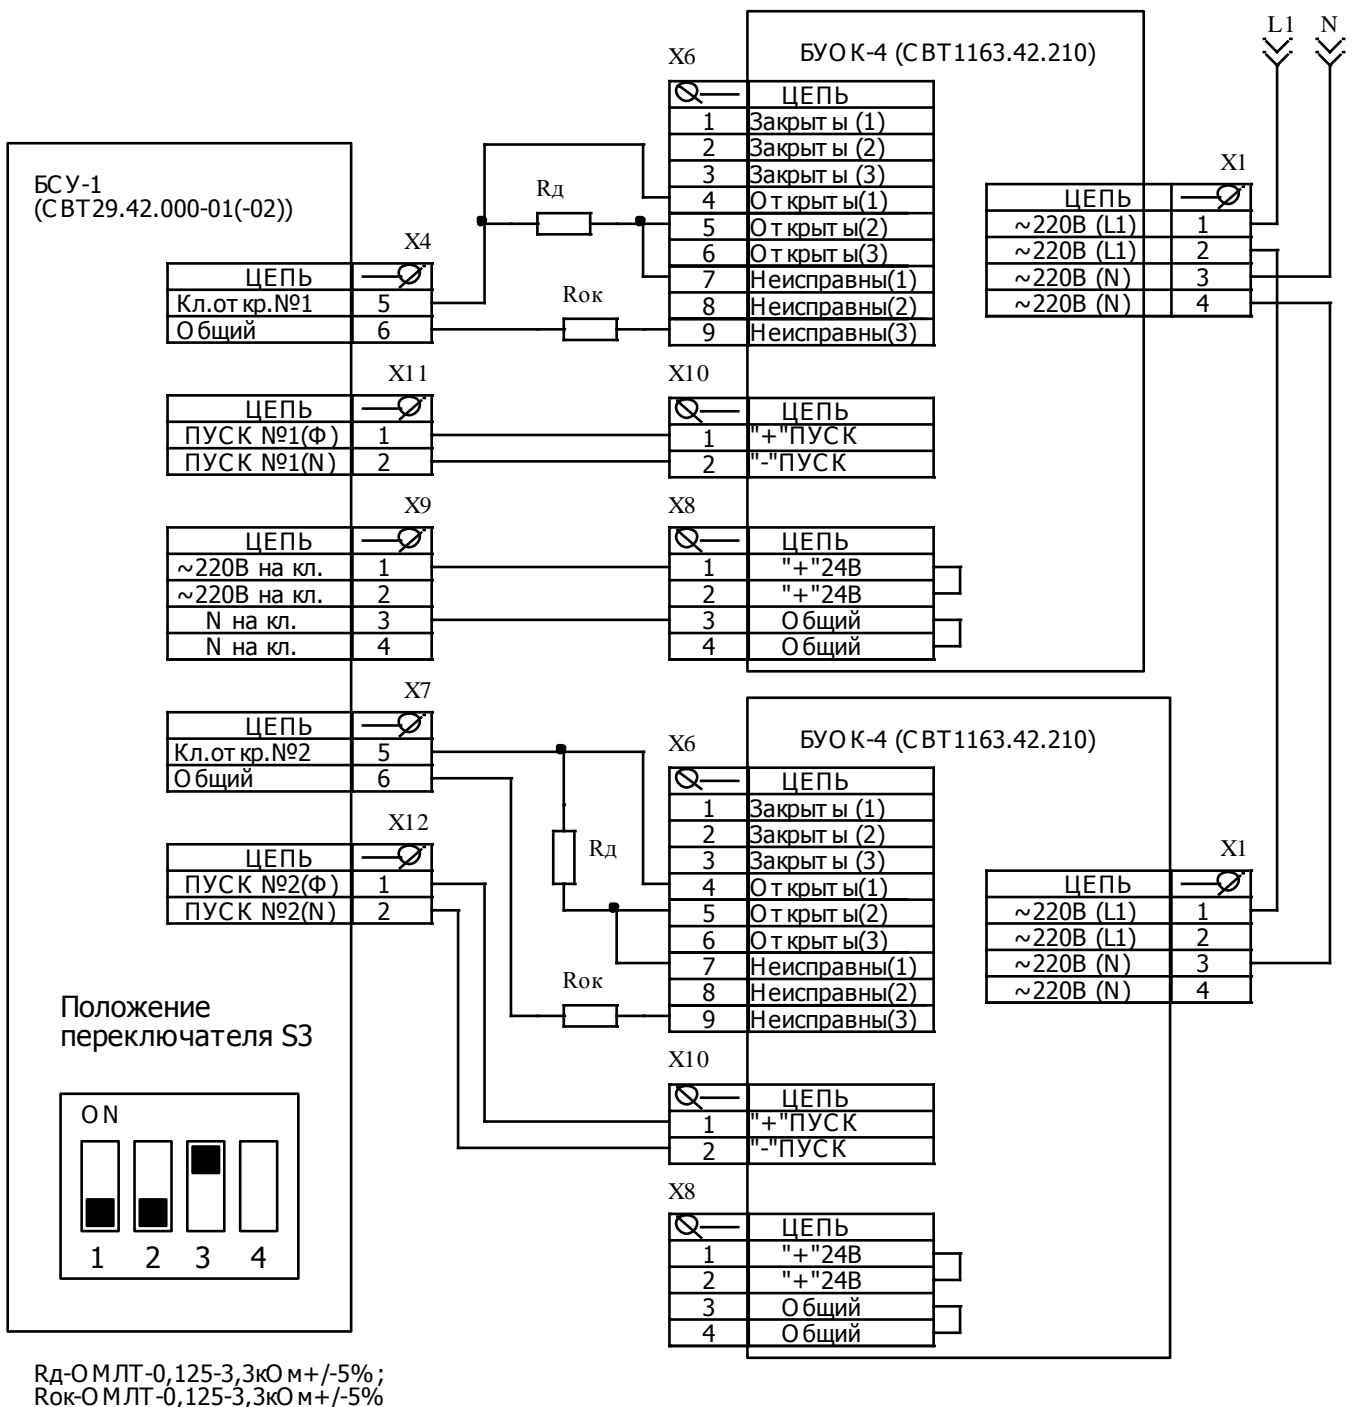 БСУ-1
(СВТ29.42.000-01(-02))
X4
ЦЕПЬ
Кл.откр.№1 5
Общий 6
X11
ЦЕПЬ
ПУСК №1(Ф) 1
ПУСК №1(N) 2
X9
ЦЕПЬ
~220В на кл. 1
~220В на кл. 2
N на кл. 3
N на кл. 4
X7
ЦЕПЬ
Кл.откр.№2 5
Общий 6
X12
ЦЕПЬ
ПУСК №2(Ф) 1
ПУСК №2(N) 2
Положение
переключателя S3
ON
1 2 3 4
Rд
Rок
X6
БУОК-4 (СВТ1163.42.210)
ЦЕПЬ
1 Закрыты (1)
2 Закрыты (2)
3 Закрыты (3)
4 Открыты(1)
5 Открыты(2)
6 Открыты(3)
7 Неисправны(1)
8 Неисправны(2)
9 Неисправны(3)
X10
ЦЕПЬ
1 "+"ПУСК
2 "-"ПУСК
X8
ЦЕПЬ
1 "+"24В
2 "+"24В
3 Общий
4 Общий
L1 N
X1
ЦЕПЬ
~220В (L1) 1
~220В (L1) 2
~220В (N) 3
~220В (N) 4
Rд
Rок
X6
БУОК-4 (СВТ1163.42.210)
ЦЕПЬ
1 Закрыты (1)
2 Закрыты (2)
3 Закрыты (3)
4 Открыты(1)
5 Открыты(2)
6 Открыты(3)
7 Неисправны(1)
8 Неисправны(2)
9 Неисправны(3)
X10
ЦЕПЬ
1 "+"ПУСК
2 "-"ПУСК
X8
ЦЕПЬ
1 "+"24В
2 "+"24В
3 Общий
4 Общий
X1
ЦЕПЬ
~220В (L1) 1
~220В (L1) 2
~220В (N) 3
~220В (N) 4
Rд-ОМЛТ-0,125-3,3кОм+/-5%;
Rок-ОМЛТ-0,125-3,3кОм+/-5%